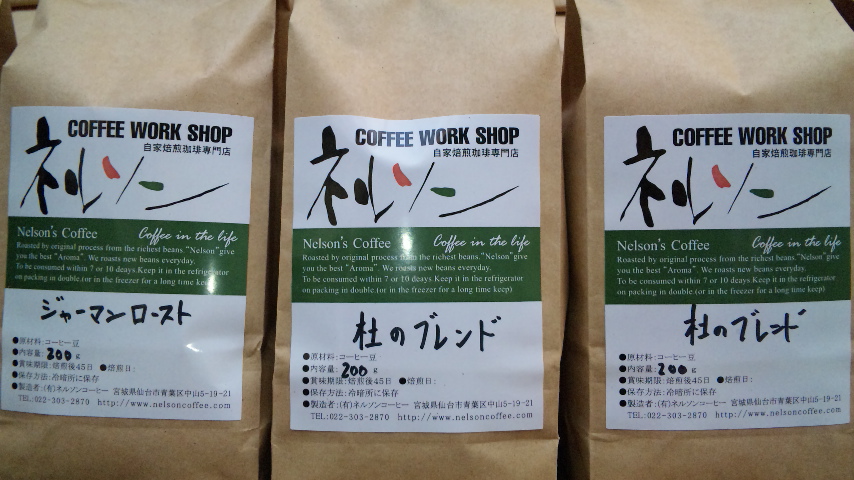 COFFEE WORK SHOP
自家焙煎珈琲専門店
ネルソン
Nelson's Coffee Coffee in the life
Roasted by original process from the richest beans."Nelson"give
you the best "Aroma". We roasts new beans everyday.
To be consumed within 7 or 10 deays.Keep it in the refrigerator
on packing in double.(or in the freezer for a long time keep)
ジャーマンロースト
●原材料:コーヒー豆
●内容量:200g
●賞味期限:焙煎後45日 ●焙煎日:
●保存方法:冷暗所に保存
●製造者:(有)ネルソンコーヒー 宮城県仙台市青葉区中山5-19-21
TEL:022-303-2870 http://www.nelsoncoffee.com
COFFEE WORK SHOP
自家焙煎珈琲専門店
ネルソン
Nelson's Coffee Coffee in the life
Roasted by original process from the richest beans."Nelson"give
you the best "Aroma". We roasts new beans everyday.
To be consumed within 7 or 10 deays.Keep it in the refrigerator
on packing in double.(or in the freezer for a long time keep)
杜のブレンド
●原材料:コーヒー豆
●内容量:200g
●賞味期限:焙煎後45日 ●焙煎日:
●保存方法:冷暗所に保存
●製造者:(有)ネルソンコーヒー 宮城県仙台市青葉区中山5-19-21
TEL:022-303-2870 http://www.nelsoncoffee.com
COFFEE WORK SHOP
自家焙煎珈琲専門店
ネルソン
Nelson's Coffee Coffee in the life
Roasted by original process from the richest beans."Nelson"give
you the best "Aroma". We roasts new beans everyday.
To be consumed within 7 or 10 deays.Keep it in the refrigerator
on packing in double.(or in the freezer for a long time keep)
杜のブレンド
●原材料:コーヒー豆
●内容量:200g
●賞味期限:焙煎後45日 ●焙煎日:
●保存方法:冷暗所に保存
●製造者:(有)ネルソンコーヒー 宮城県仙台市青葉区中山5-19-21
TEL:022-303-2870 http://www.nelsoncoffee.com